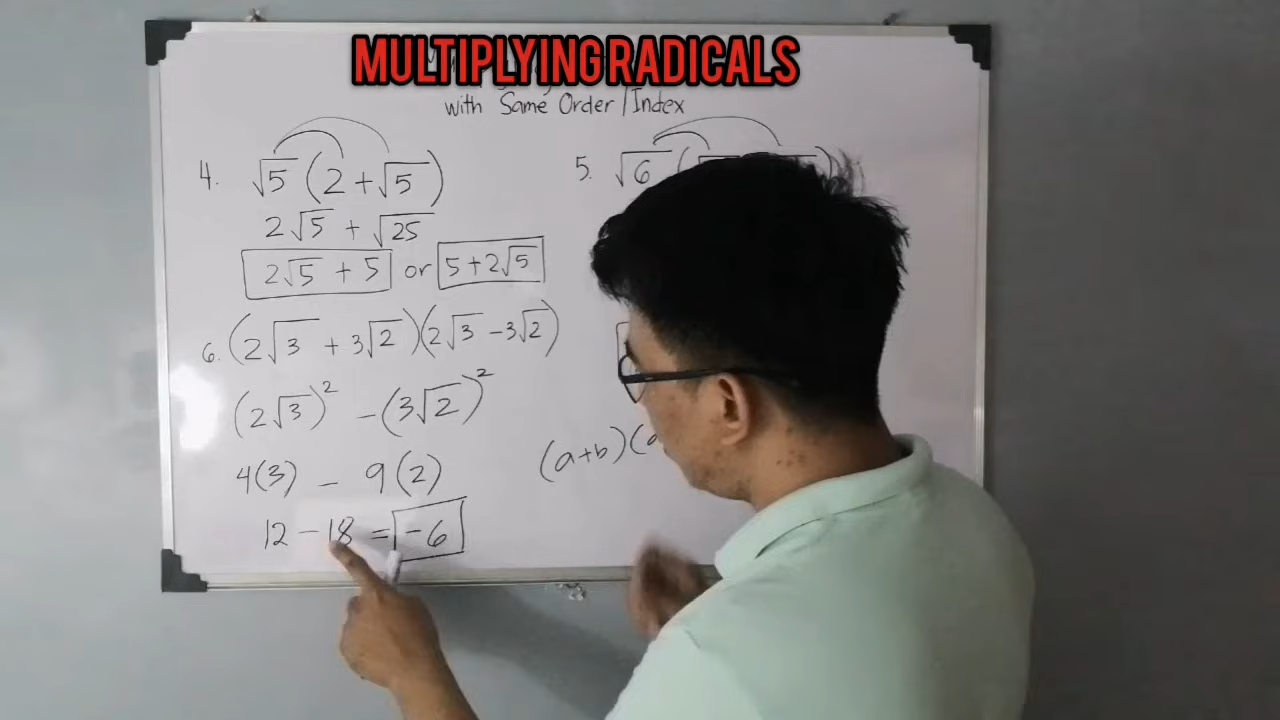 MULTIPLYING RADICALS
with Same Order/Index
4. √5 (2 + √5)
2√5 + √25
2√5 + 5 or 5 + 2√5
5. √6 (
6. (2√3 + 3√2)(2√3 - 3√2)
(2√3)² - (3√2)²
4(3) - 9(2)
(a+b)(a
12 - 18 = -6